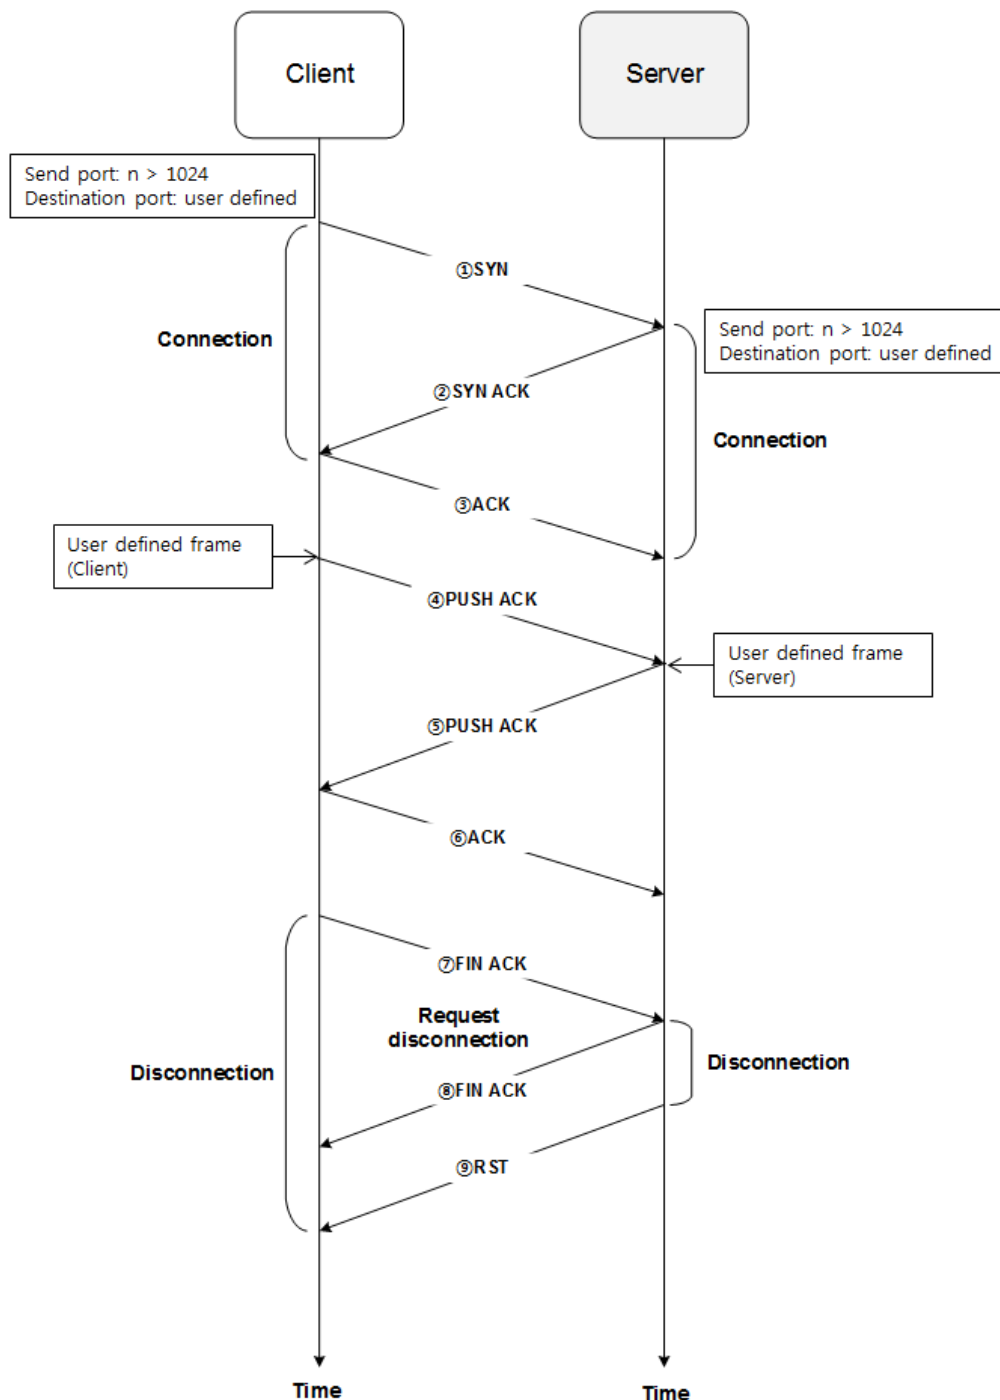 Client
Server
Send port: n > 1024
Destination port: user defined
①SYN
Connection
Send port: n > 1024
Destination port: user defined
②SYN ACK
Connection
③ACK
User defined frame
(Client)
④PUSH ACK
User defined frame
(Server)
⑤PUSH ACK
⑥ACK
⑦FIN ACK
Request
disconnection
Disconnection
Disconnection
⑧FIN ACK
⑨RST
Time
Time